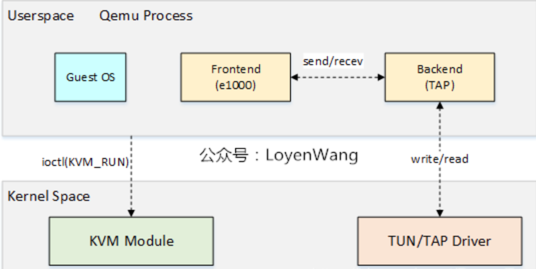 Userspace Qemu Process
Guest OS
Frontend
(e1000)
send/recev
Backend
(TAP)
ioctl(KVM_RUN)
公众号：LoyenWang
write/read
Kernel Space
KVM Module
TUN/TAP Driver